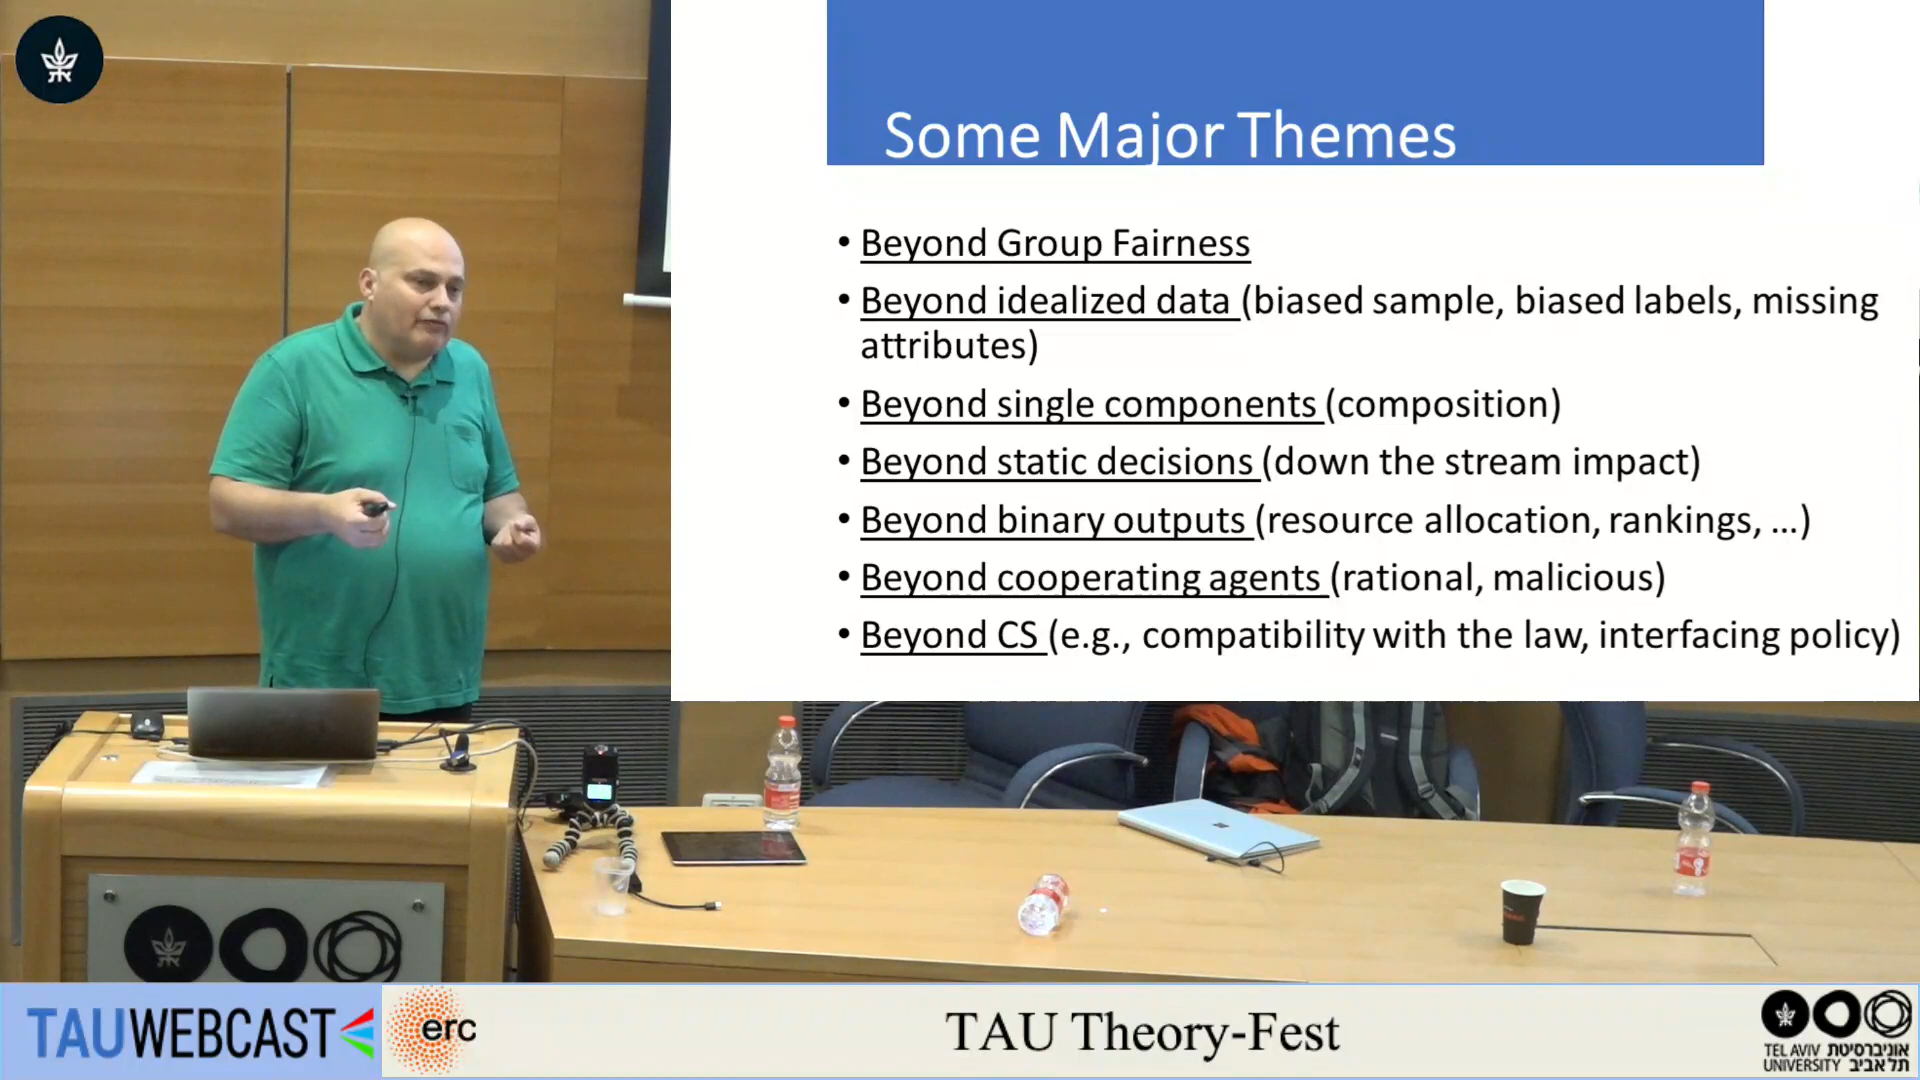 Some Major Themes
• Beyond Group Fairness
• Beyond idealized data (biased sample, biased labels, missing
attributes)
• Beyond single components (composition)
• Beyond static decisions (down the stream impact)
• Beyond binary outputs (resource allocation, rankings, ...)
• Beyond cooperating agents (rational, malicious)
• Beyond CS (e.g., compatibility with the law, interfacing policy)
TAUWEBCAST
erc
TAU Theory-Fest
TEL AVIV אוניברסיטת
UNIVERSITY תל אביב